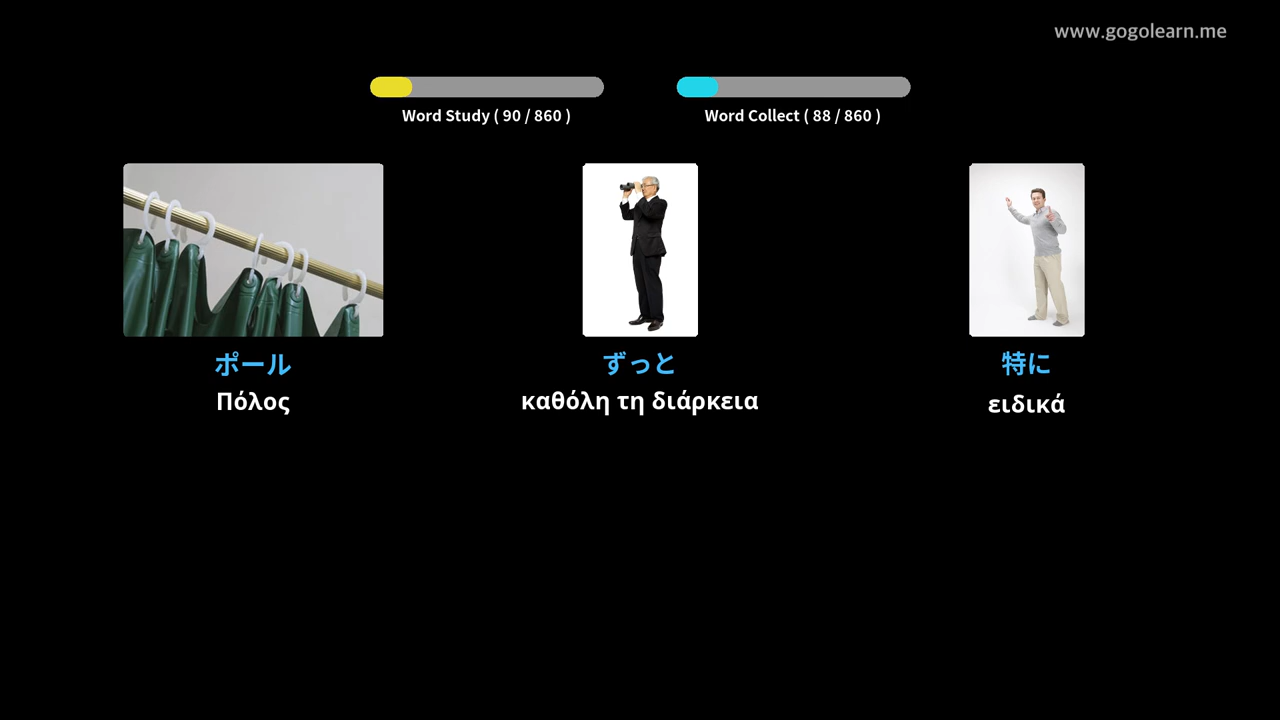 www.gogolearn.me
Word Study ( 90 / 860 )
Word Collect ( 88 / 860 )
ポール
ずっと
特に
Πόλος
καθόλη τη διάρκεια
ειδικά